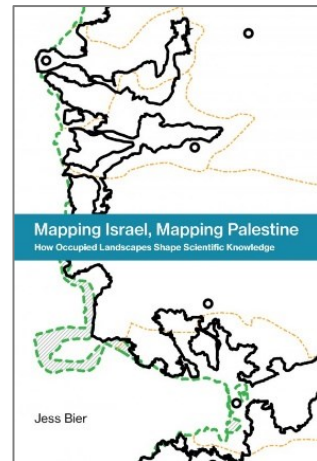 Mapping Israel, Mapping Palestine
How Occupied Landscapes Shape Scientific Knowledge
Jess Bier